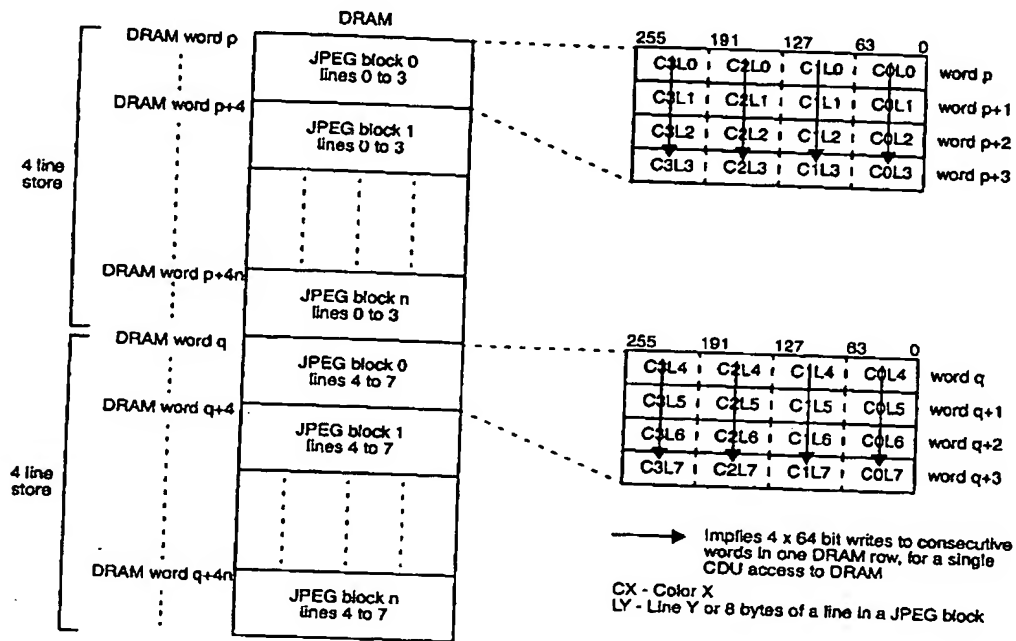 DRAM
DRAM word p
JPEG block 0
lines 0 to 3
DRAM word p+4
JPEG block 1
lines 0 to 3
4 line
store
DRAM word p+4n
JPEG block n
lines 0 to 3
DRAM word q
JPEG block 0
lines 4 to 7
DRAM word q+4
JPEG block 1
lines 4 to 7
4 line
store
DRAM word q+4n
JPEG block n
lines 4 to 7
255 191 127 63 0
C3L0 C2L0 C1L0 C0L0 word p
C3L1 C2L1 C1L1 C0L1 word p+1
C3L2 C2L2 C1L2 C0L2 word p+2
C3L3 C2L3 C1L3 C0L3 word p+3
255 191 127 63 0
C3L4 C2L4 C1L4 C0L4 word q
C3L5 C2L5 C1L5 C0L5 word q+1
C3L6 C2L6 C1L6 C0L6 word q+2
C3L7 C2L7 C1L7 C0L7 word q+3
Implies 4 x 64 bit writes to consecutive
words in one DRAM row, for a single
CDU access to DRAM
CX - Color X
LY - Line Y or 8 bytes of a line in a JPEG block